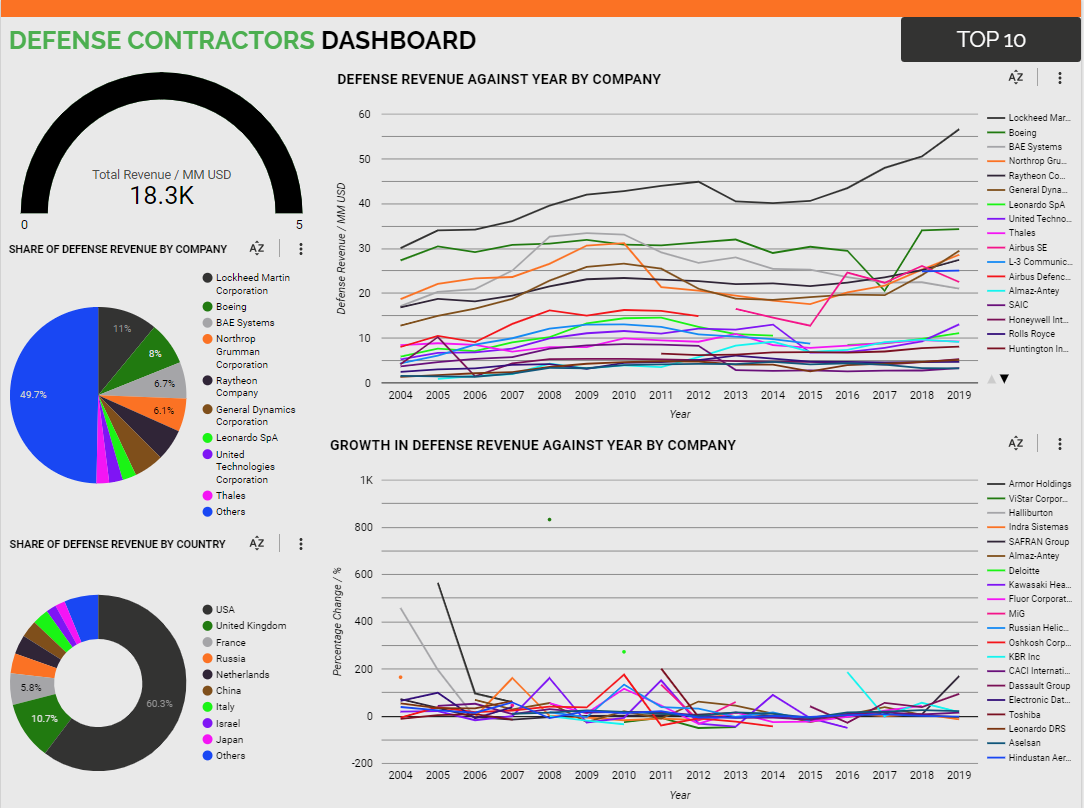 DEFENSE CONTRACTORS DASHBOARD
TOP 10
Total Revenue / MM USD
18.3K
0
5
SHARE OF DEFENSE REVENUE BY COMPANY
11%
8%
6.7%
6.1%
49.7%
Lockheed Martin
Corporation
Boeing
BAE Systems
Northrop
Grumman
Corporation
Raytheon
Company
General Dynamics
Corporation
Leonardo SpA
United
Technologies
Corporation
Thales
Others
SHARE OF DEFENSE REVENUE BY COUNTRY
60.3%
10.7%
5.8%
USA
United Kingdom
France
Russia
Netherlands
China
Italy
Israel
Japan
Others
DEFENSE REVENUE AGAINST YEAR BY COMPANY
Defense Revenue / MM USD
60
50
40
30
20
10
0
2004 2005 2006 2007 2008 2009 2010 2011 2012 2013 2014 2015 2016 2017 2018 2019
Year
Lockheed Mar...
Boeing
BAE Systems
Northrop Gru...
Raytheon Co...
General Dyna...
Leonardo SpA
United Techno...
Thales
Airbus SE
L-3 Communic...
Airbus Defenc...
Almaz-Antey
SAIC
Honeywell Int...
Rolls Royce
Huntington In...
GROWTH IN DEFENSE REVENUE AGAINST YEAR BY COMPANY
Percentage Change / %
1K
800
600
400
200
0
-200
2004 2005 2006 2007 2008 2009 2010 2011 2012 2013 2014 2015 2016 2017 2018 2019
Year
Armor Holdings
ViStar Corpor...
Halliburton
Indra Sistemas
SAFRAN Group
Almaz-Antey
Deloitte
Kawasaki Hea...
Fluor Corporat...
MiG
Russian Helic...
Oshkosh Corp...
KBR Inc
CACI Internati...
Dassault Group
Electronic Dat...
Toshiba
Leonardo DRS
Aselsan
Hindustan Aer...